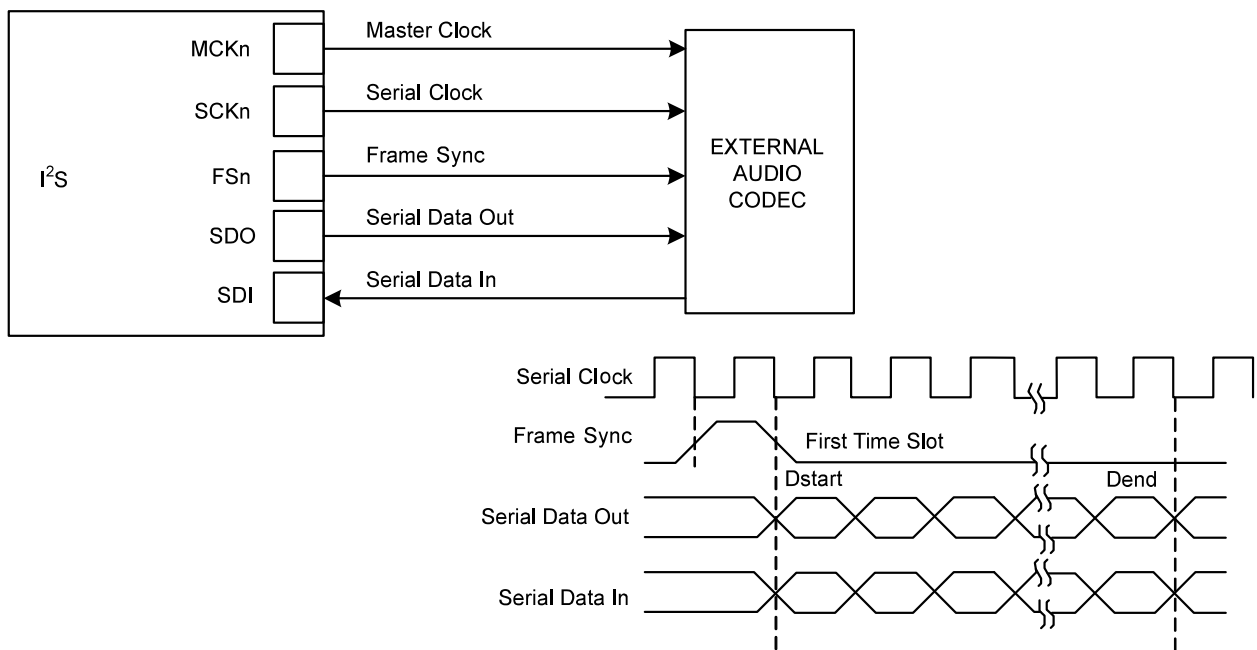 MCKn
Master Clock
SCKn
Serial Clock
I²S
FSn
Frame Sync
EXTERNAL
AUDIO
CODEC
SDO
Serial Data Out
SDI
Serial Data In
Serial Clock
Frame Sync
First Time Slot
Dstart
Dend
Serial Data Out
Serial Data In